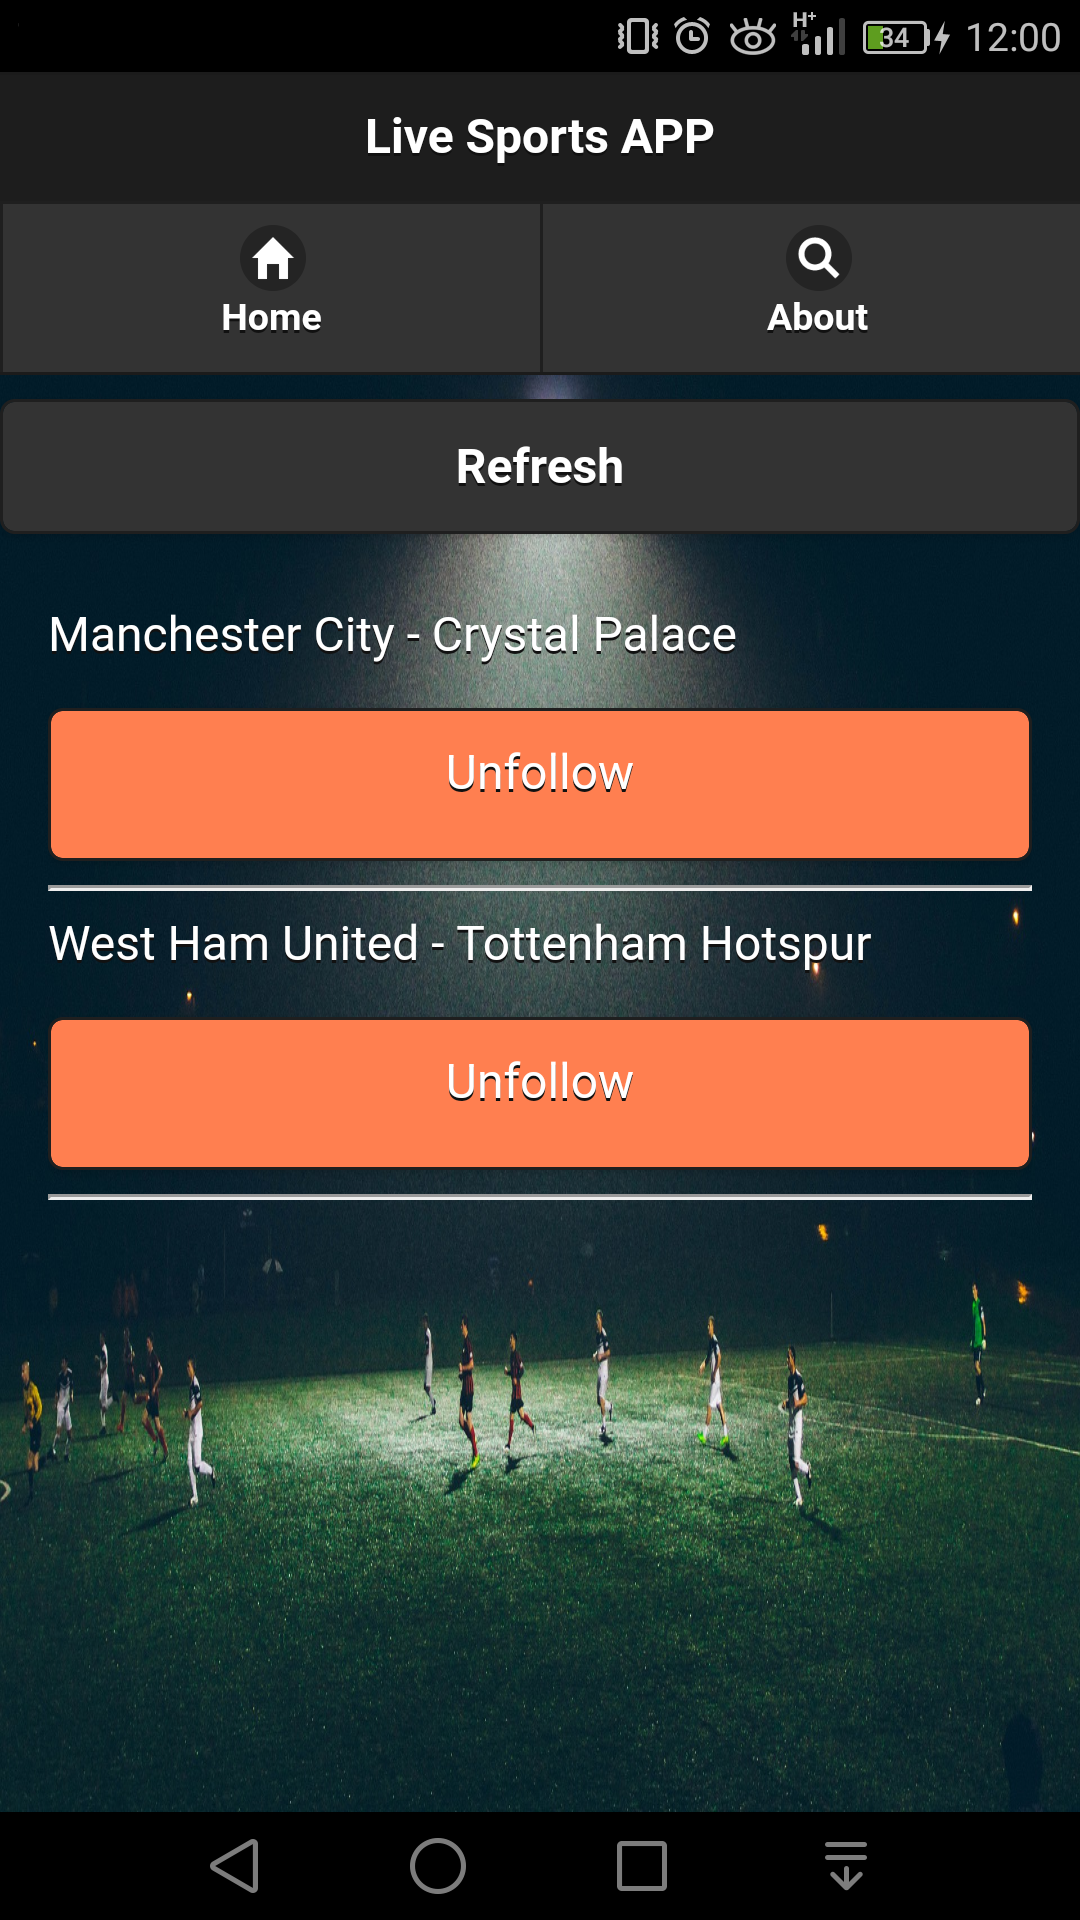 H+ 34 12:00
Live Sports APP
Home About
Refresh
Manchester City - Crystal Palace
Unfollow
West Ham United - Tottenham Hotspur
Unfollow